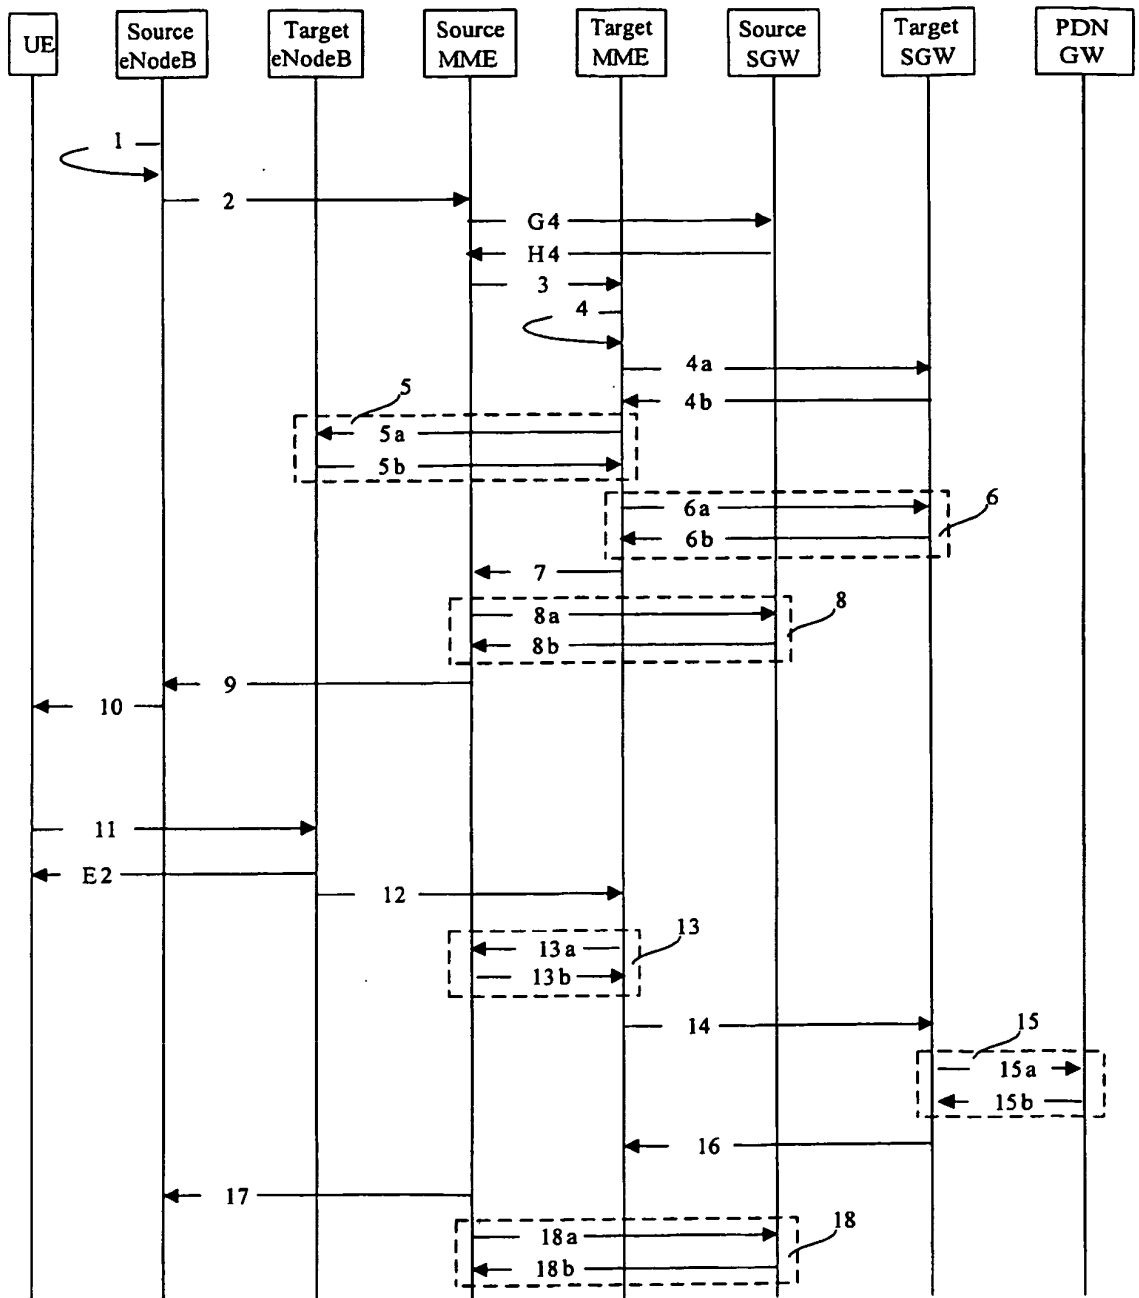 UE
Source
eNodeB
Target
eNodeB
Source
MME
Target
MME
Source
SGW
Target
SGW
PDN
GW
1
2
G4
H4
3
4
4a
4b
5
5a
5b
6
6a
6b
7
8
8a
8b
9
10
11
E2
12
13
13a
13b
14
15
15a
15b
16
17
18
18a
18b